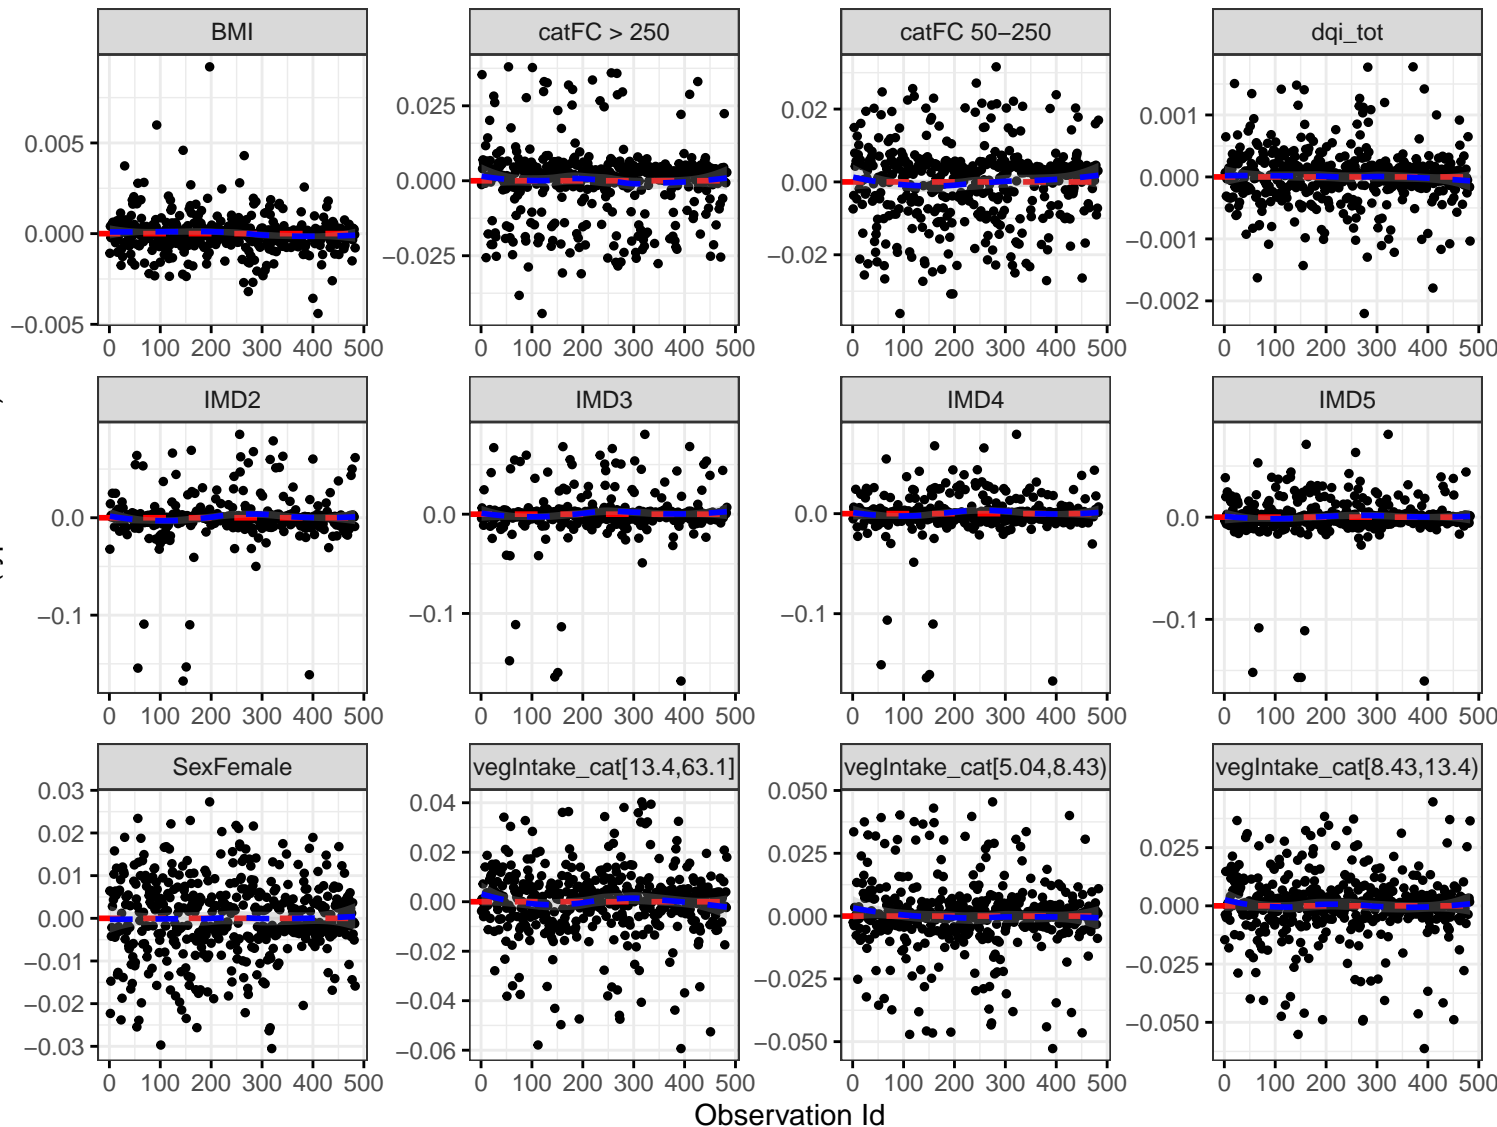 BMI catFC > 250 catFC 50−250 dqi_tot
0.005 0.000 −0.005
0.025 0.000 −0.025
0.02 0.00 −0.02
0.001 0.000 −0.001 −0.002
0 100 200 300 400 500 0 100 200 300 400 500 0 100 200 300 400 500 0 100 200 300 400 500
IMD2 IMD3 IMD4 IMD5
0.0 −0.1
0.0 −0.1
0.0 −0.1
0.0 −0.1
0 100 200 300 400 500 0 100 200 300 400 500 0 100 200 300 400 500 0 100 200 300 400 500
SexFemale vegIntake_cat[13.4,63.1] vegIntake_cat[5.04,8.43) vegIntake_cat[8.43,13.4)
0.03 0.02 0.01 0.00 −0.01 −0.02 −0.03
0.04 0.02 0.00 −0.02 −0.04 −0.06
0.050 0.025 0.000 −0.025 −0.050
0.025 0.000 −0.025 −0.050
0 100 200 300 400 500 0 100 200 300 400 500 0 100 200 300 400 500 0 100 200 300 400 500
Observation Id